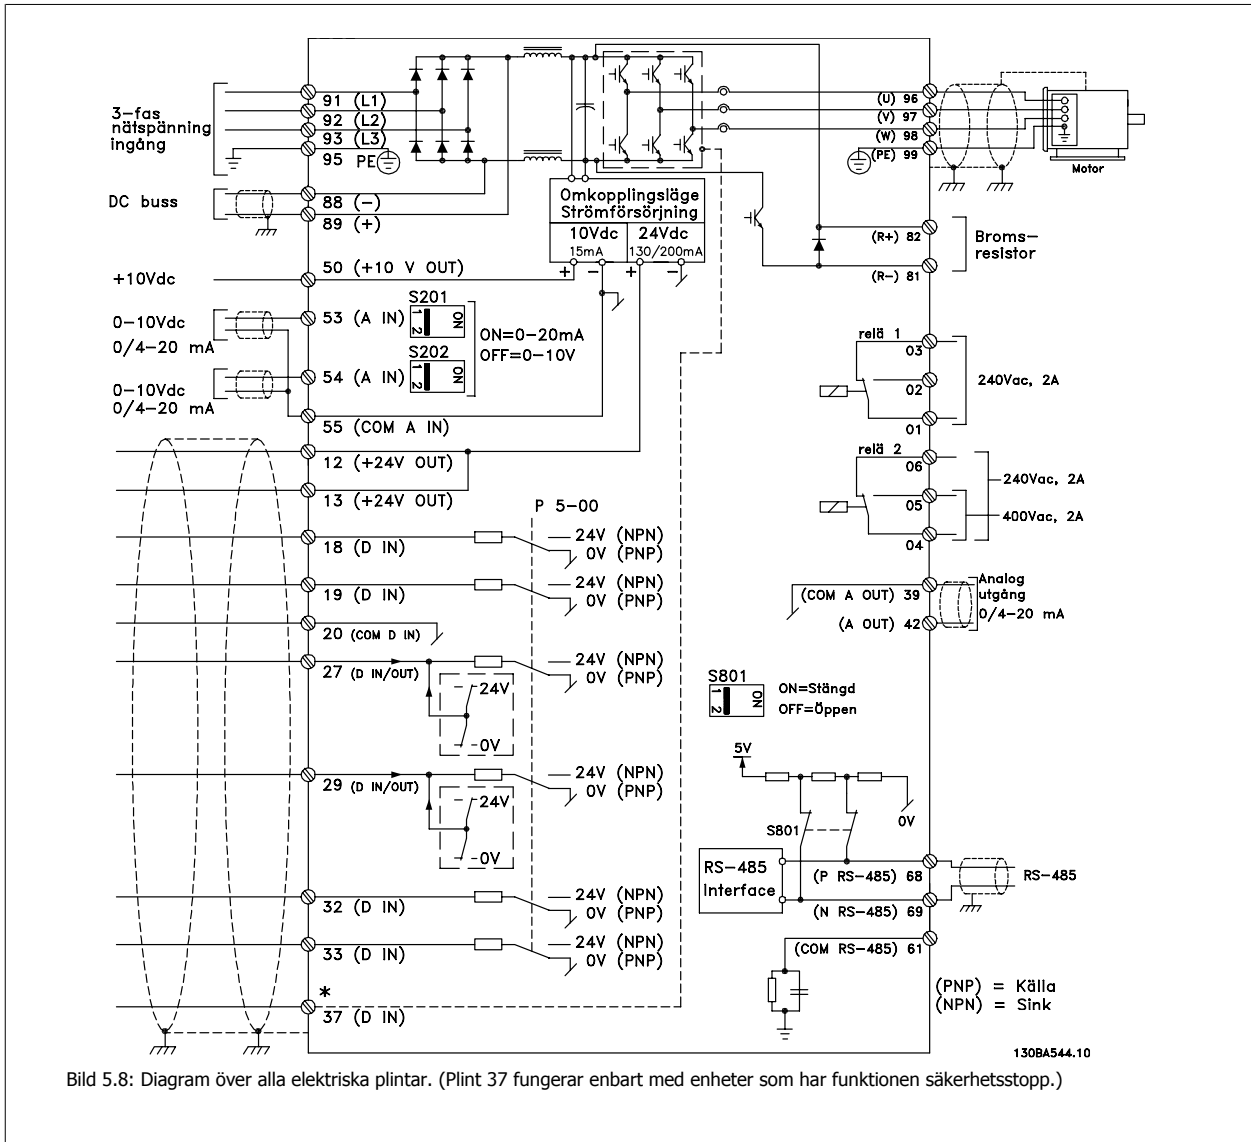 3-fas
nätspänning
ingång
91 (L1)
92 (L2)
93 (L3)
95 PE
DC buss
88 (-)
89 (+)
+10Vdc
50 (+10 V OUT)
Omkopplingsläge
Strömförsörjning
10Vdc
15mA
24Vdc
130/200mA
+ - + -
0-10Vdc
0/4-20 mA
53 (A IN)
S201
1 2
ON
0-10Vdc
0/4-20 mA
54 (A IN)
S202
1 2
ON
ON=0-20mA
OFF=0-10V
55 (COM A IN)
12 (+24V OUT)
13 (+24V OUT)
P 5-00
18 (D IN)
24V (NPN)
0V (PNP)
19 (D IN)
24V (NPN)
0V (PNP)
20 (COM D IN)
27 (D IN/OUT)
24V (NPN)
0V (PNP)
24V
0V
29 (D IN/OUT)
24V (NPN)
0V (PNP)
24V
0V
32 (D IN)
24V (NPN)
0V (PNP)
33 (D IN)
24V (NPN)
0V (PNP)
*
37 (D IN)
(U) 96
(V) 97
(W) 98
(PE) 99
Motor
(R+) 82
(R-) 81
Broms-
resistor
relä 1
03
02
01
240Vac, 2A
relä 2
06
05
04
240Vac, 2A
400Vac, 2A
(COM A OUT) 39
(A OUT) 42
Analog
utgång
0/4-20 mA
S801
1 2
ON
ON=Stängd
OFF=Öppen
5V
0V
S801
RS-485
Interface
(P RS-485) 68
(N RS-485) 69
RS-485
(COM RS-485) 61
(PNP) = Källa
(NPN) = Sink
130BA544.10
Bild 5.8: Diagram över alla elektriska plintar. (Plint 37 fungerar enbart med enheter som har funktionen säkerhetsstopp.)